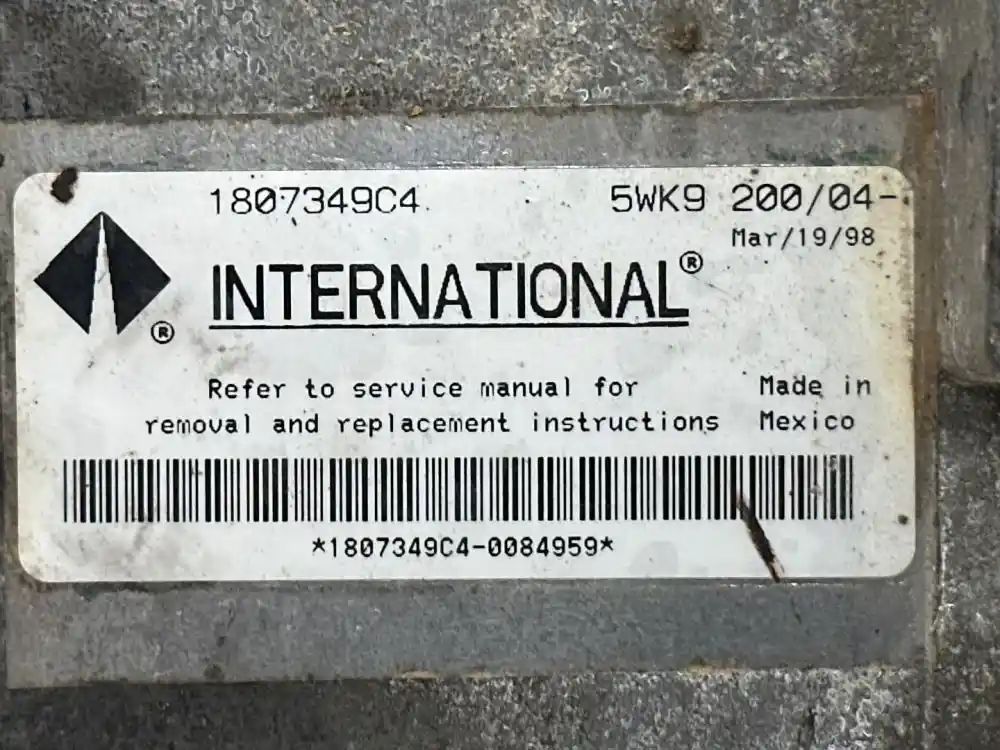 1807349C4 5WK9 200/04-
Mar/19/98
INTERNATIONAL®
®
Refer to service manual for Made in
removal and replacement instructions Mexico
*1807349C4-0084959*